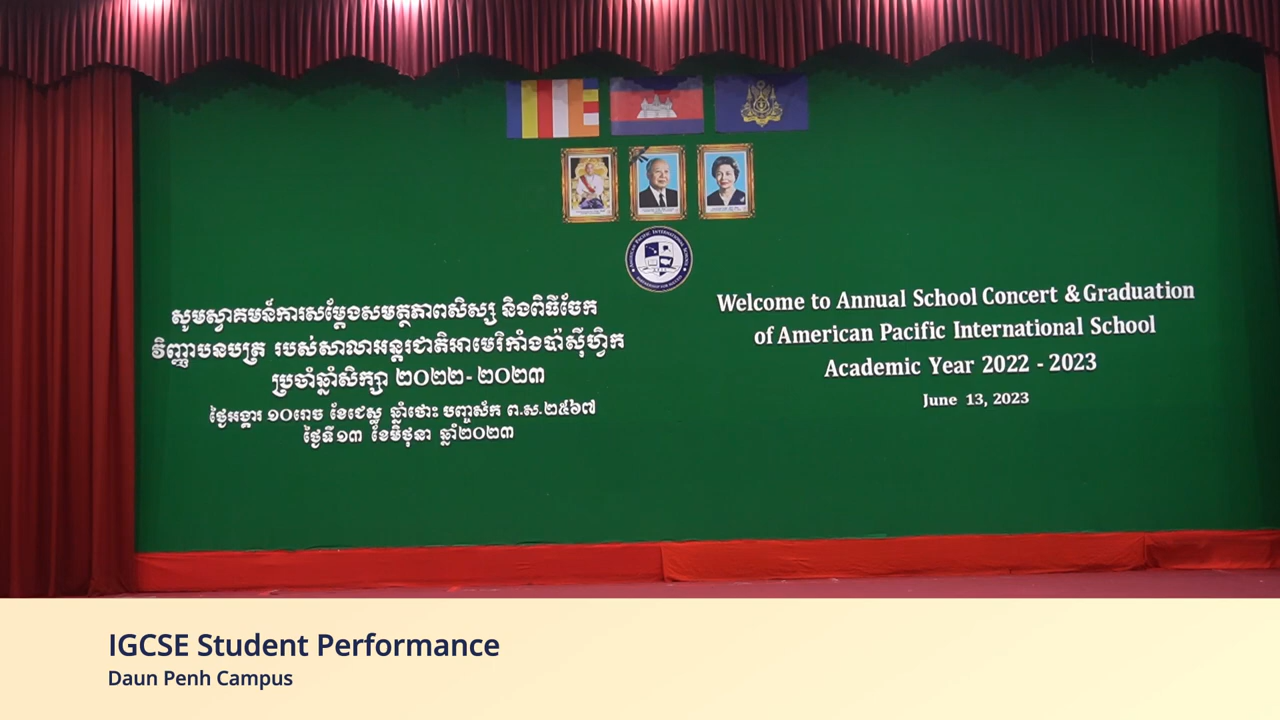 AMERICAN PACIFIC INTERNATIONAL SCHOOL
សូមស្វាគមន៍ការសម្តែងសមត្ថភាពសិស្ស និងពិធីចែក
វិញ្ញាបនបត្រ របស់សាលាអន្តរជាតិអាមេរិកាំងប៉ាស៊ីហ្វិក
ប្រចាំឆ្នាំសិក្សា ២០២២- ២០២៣
ថ្ងៃអង្គារ ១០រោច ខែជេស្ឋ ឆ្នាំថោះ បញ្ចស័ក ព.ស.២៥៦៧
ថ្ងៃទី១៣ ខែមិថុនា ឆ្នាំ២០២៣
Welcome to Annual School Concert & Graduation
of American Pacific International School
Academic Year 2022 - 2023
June 13, 2023
IGCSE Student Performance
Daun Penh Campus